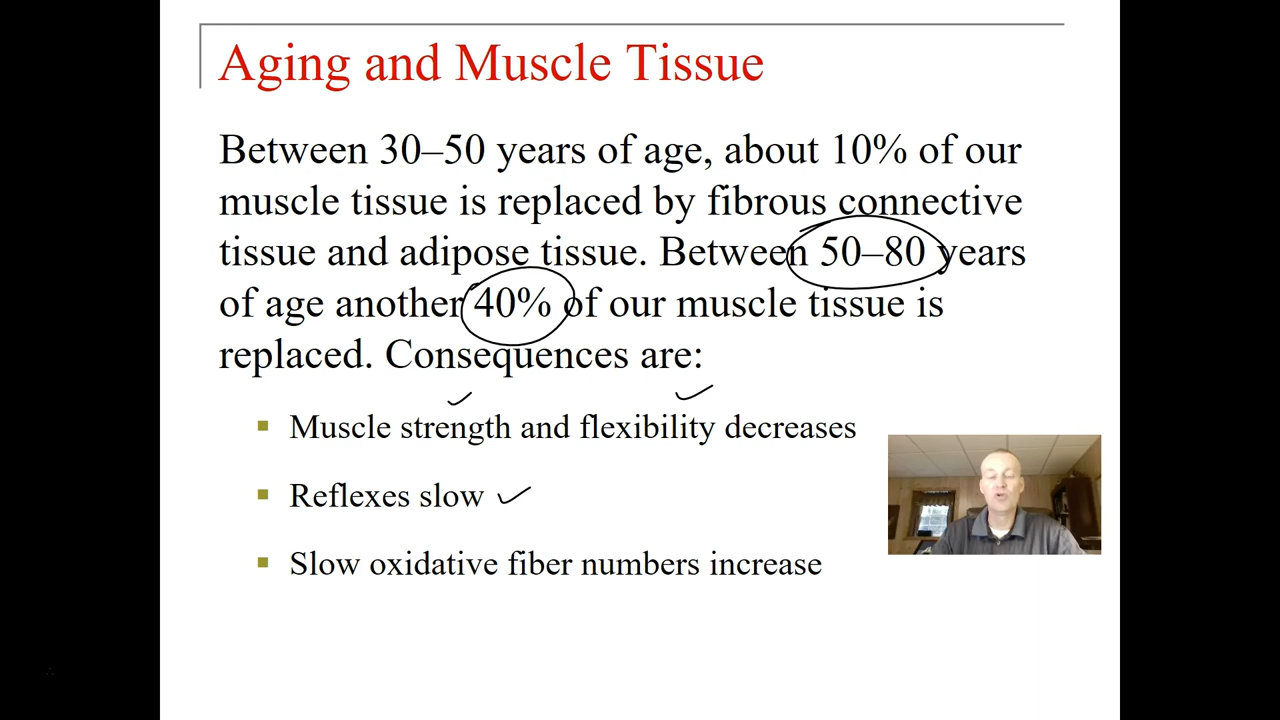 Aging and Muscle Tissue
Between 30–50 years of age, about 10% of our
muscle tissue is replaced by fibrous connective
tissue and adipose tissue. Between 50–80 years
of age another 40% of our muscle tissue is
replaced. Consequences are:
Muscle strength and flexibility decreases
Reflexes slow
Slow oxidative fiber numbers increase